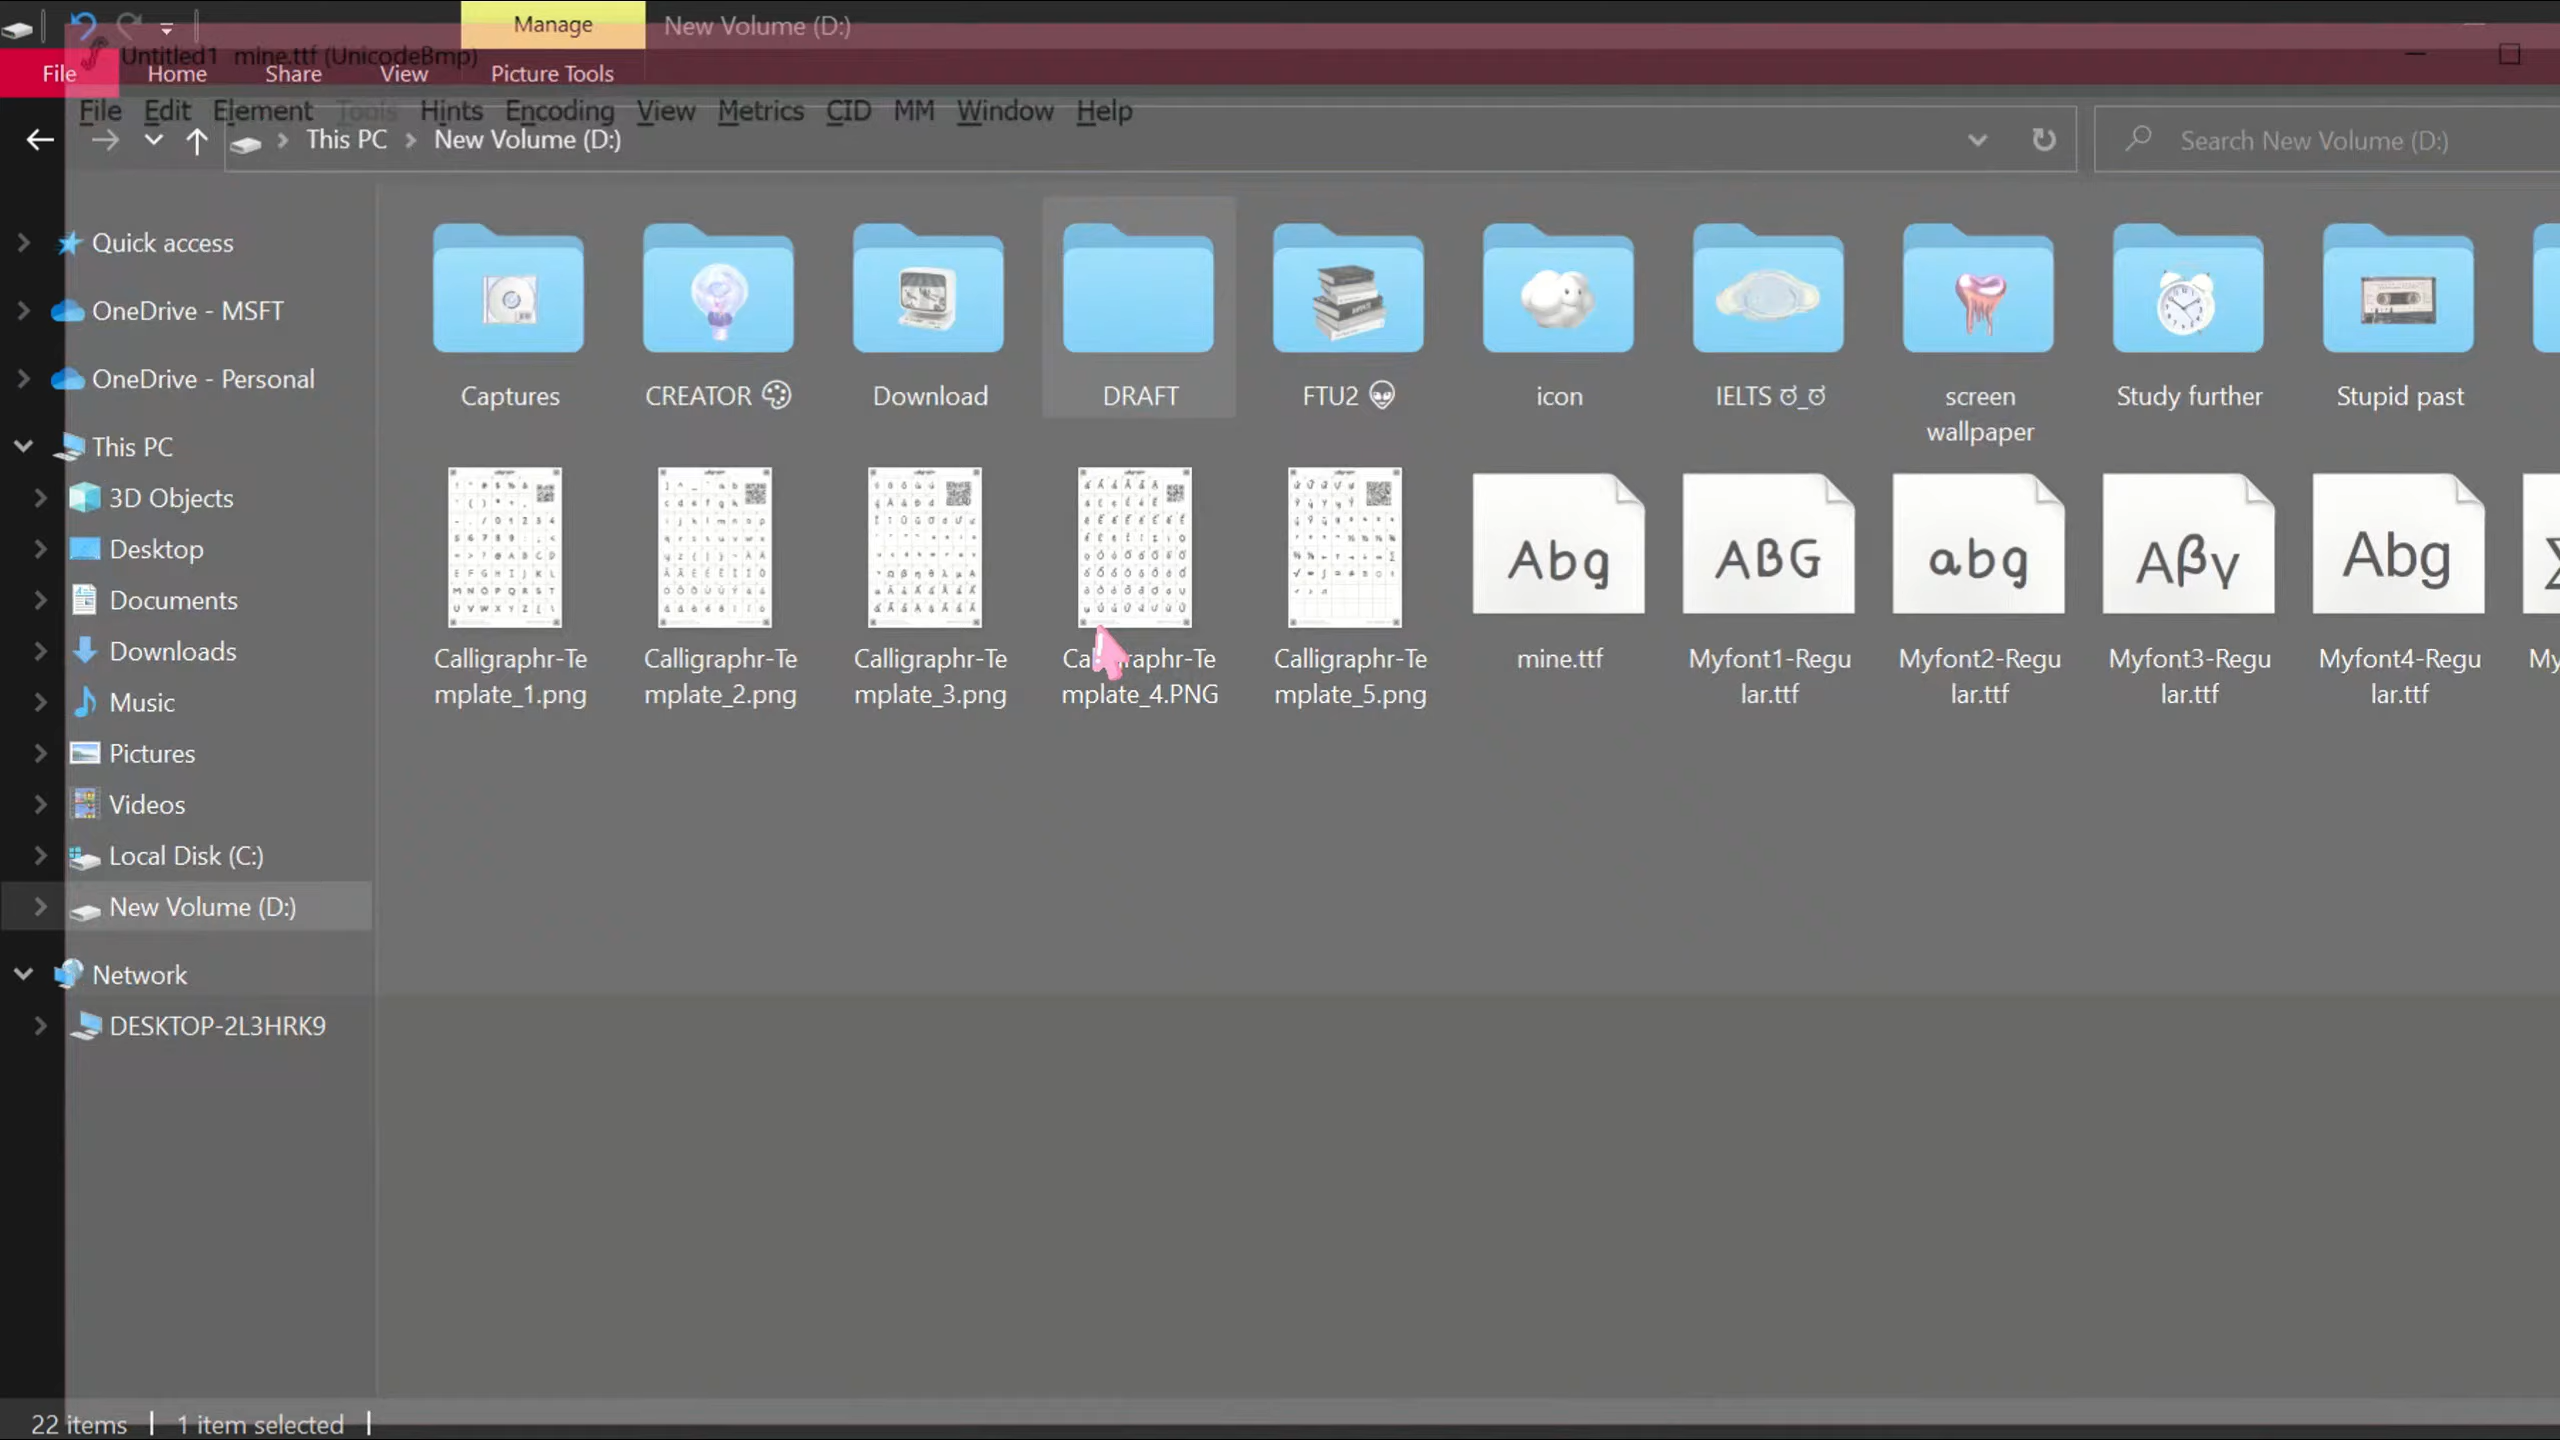 Manage
New Volume (D:)
Untitled1 mine.ttf (UnicodeBmp)
File
Home
Share
View
Picture Tools
File Edit Element Tools Hints Encoding View Metrics CID MM Window Help
This PC
New Volume (D:)
Search New Volume (D:)
Quick access
OneDrive - MSFT
OneDrive - Personal
This PC
3D Objects
Desktop
Documents
Downloads
Music
Pictures
Videos
Local Disk (C:)
New Volume (D:)
Network
DESKTOP-2L3HRK9
Captures
CREATOR
Download
DRAFT
FTU2
icon
IELTS ಠ_ಠ
screen
wallpaper
Study further
Stupid past
Abg
ABG
abg
Aβγ
Abg
Calligraphr-Te
mplate_1.png
Calligraphr-Te
mplate_2.png
Calligraphr-Te
mplate_3.png
mplate_4.PNG
Calligraphr-Te
mplate_5.png
mine.ttf
Myfont1-Regu
lar.ttf
Myfont2-Regu
lar.ttf
Myfont3-Regu
lar.ttf
Myfont4-Regu
lar.ttf
My
22 items
1 item selected